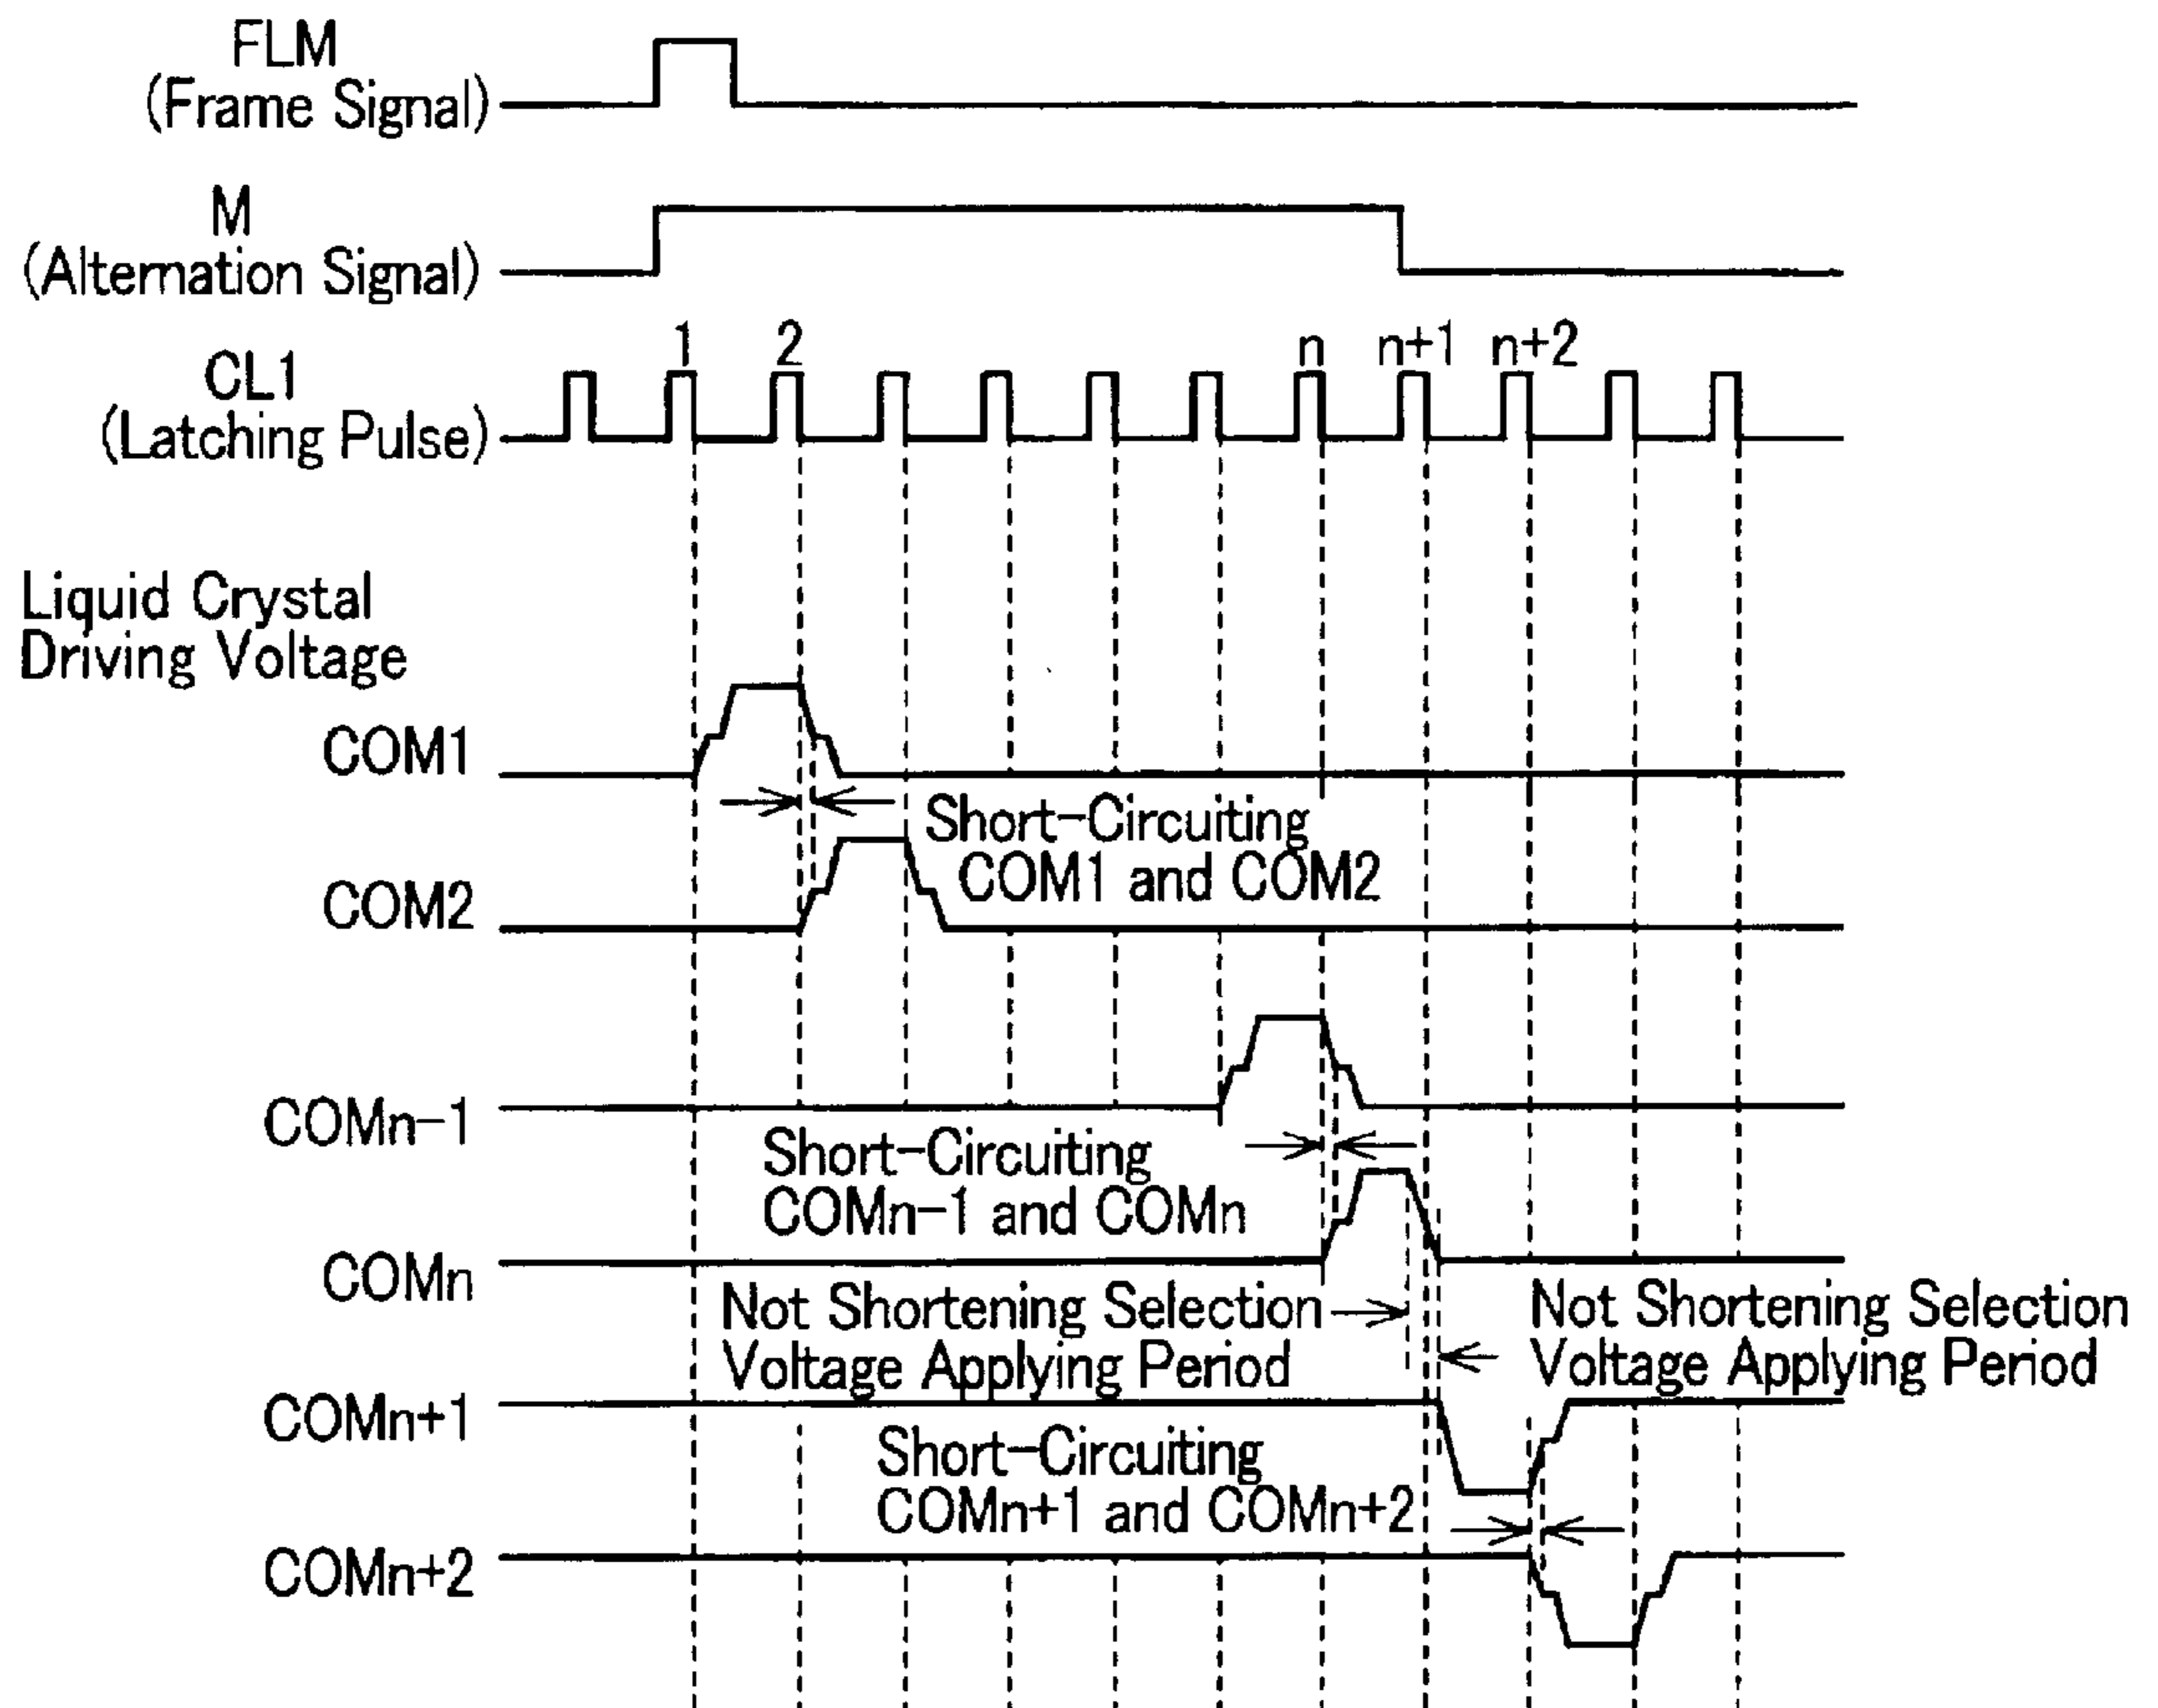 FLM
(Frame Signal)
M
(Alternation Signal)
1 2 n n+1 n+2
CL1
(Latching Pulse)
Liquid Crystal
Driving Voltage
COM1
Short-Circuiting
COM1 and COM2
COM2
COMn-1
Short-Circuiting
COMn-1 and COMn
COMn
Not Shortening Selection
Voltage Applying Period
Not Shortening Selection
Voltage Applying Period
COMn+1
Short-Circuiting
COMn+1 and COMn+2
COMn+2